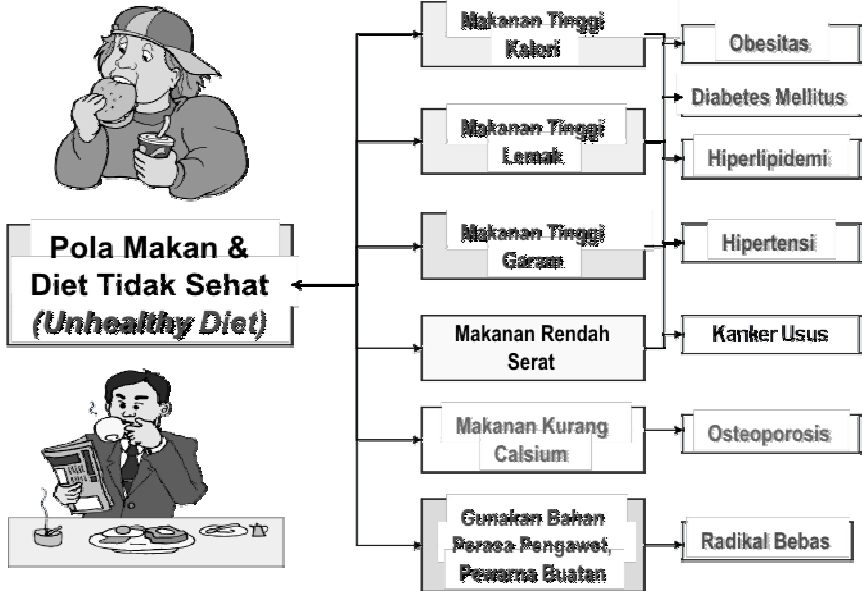 Pola Makan &
Diet Tidak Sehat
(Unhealthy Diet)
Makanan Tinggi
Kalori
Makanan Tinggi
Lemak
Makanan Tinggi
Garam
Makanan Rendah
Serat
Makanan Kurang
Calsium
Gunakan Bahan
Perasa Pengawet,
Pewarna Buatan
Obesitas
Diabetes Mellitus
Hiperlipidemi
Hipertensi
Kanker Usus
Osteoporosis
Radikal Bebas